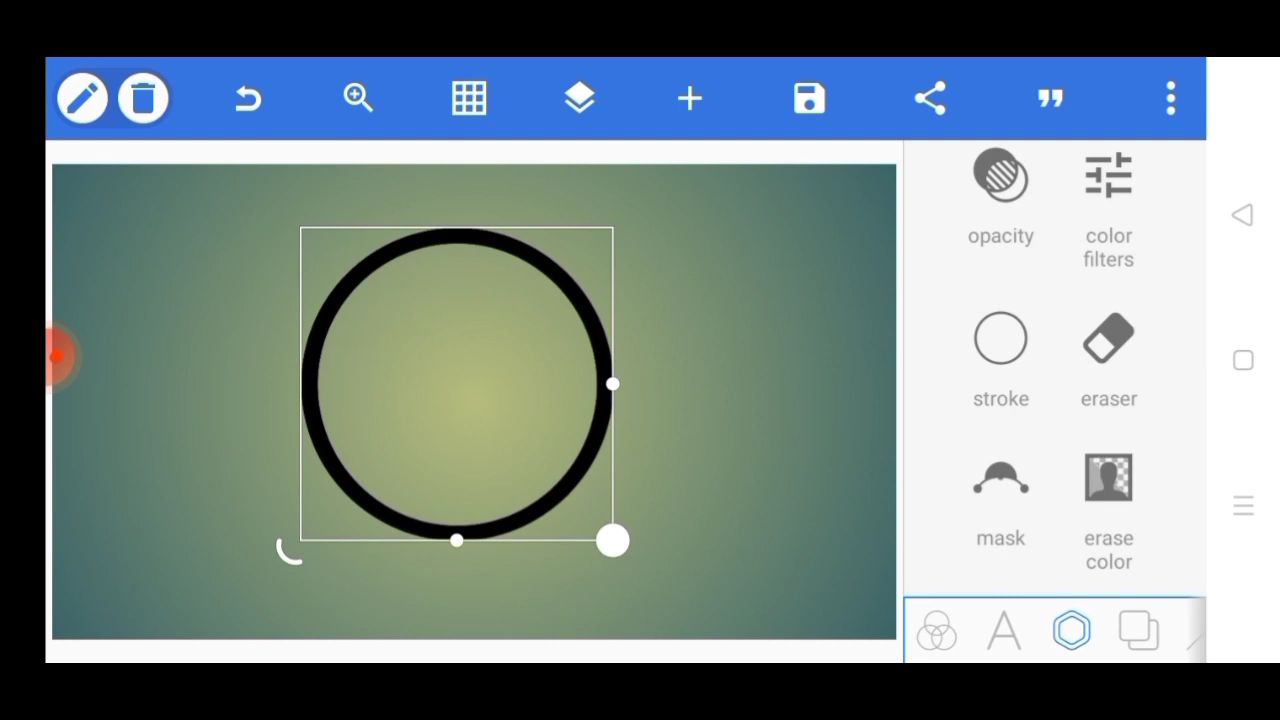 opacity
color
filters
stroke
eraser
mask
erase
color